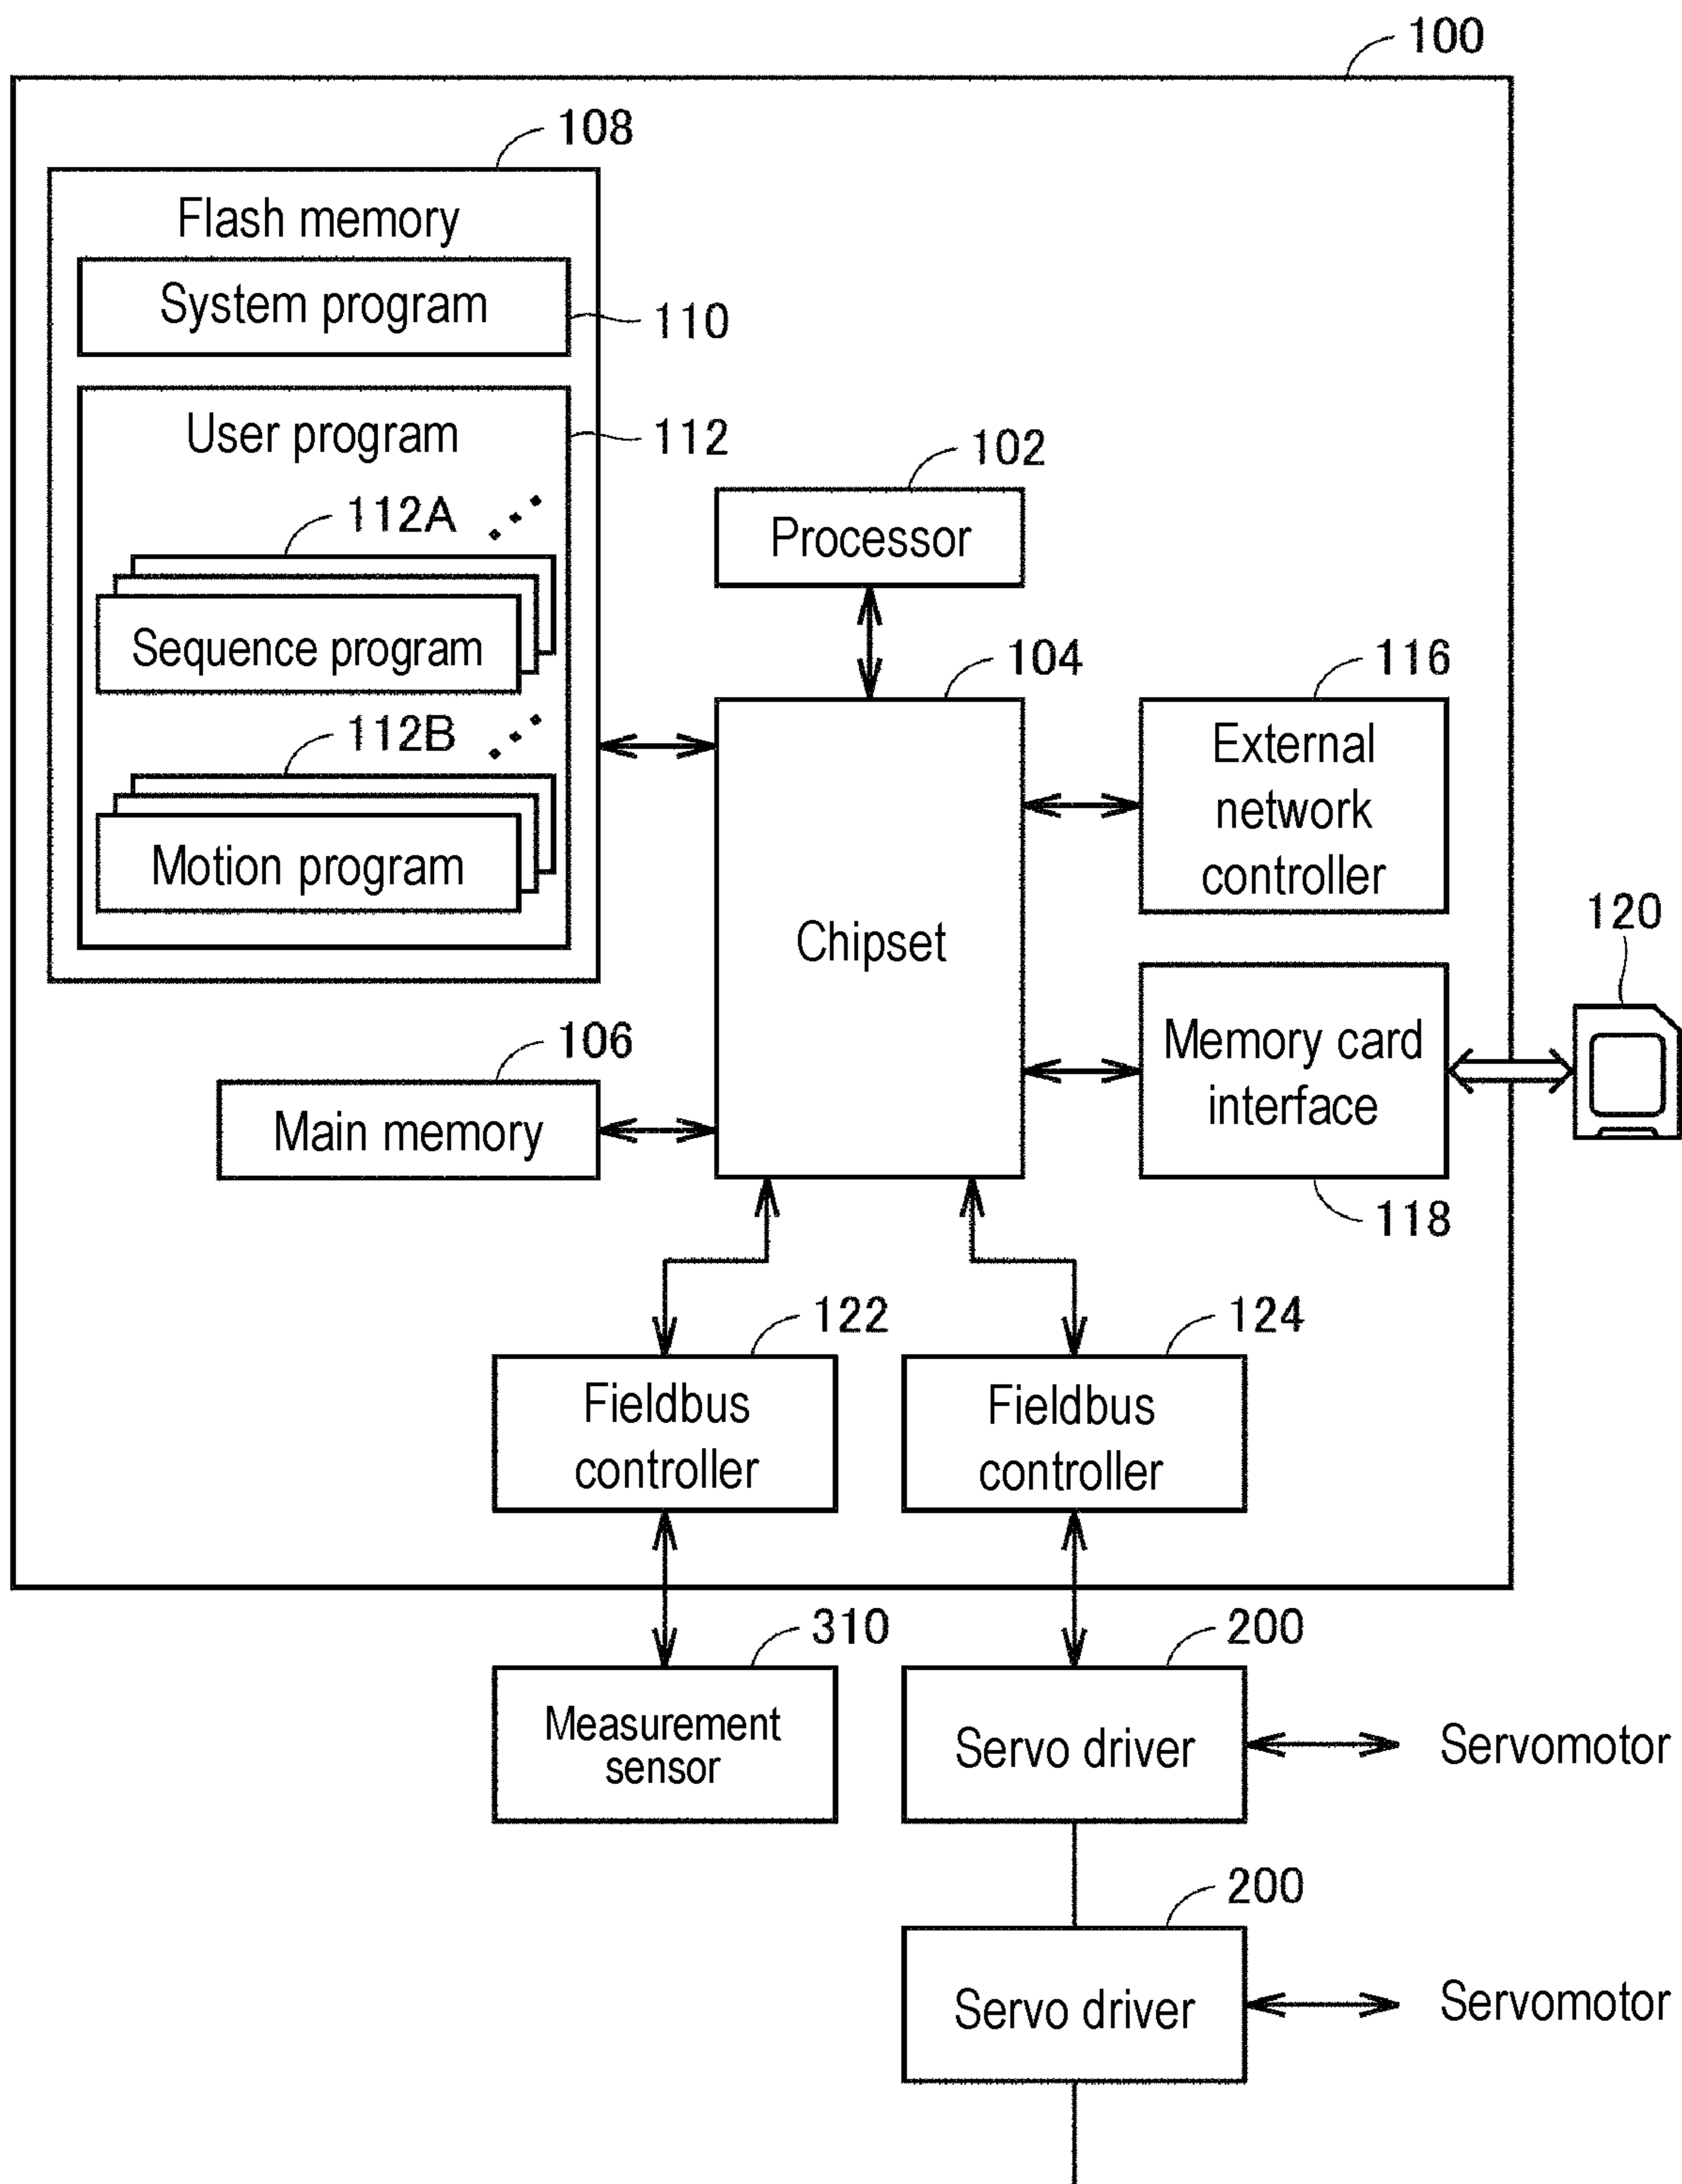 100
108
Flash memory
System program
110
User program
112
112A
Sequence program
112B
Motion program
102
Processor
104
Chipset
116
External
network
controller
120
Memory card
interface
118
106
Main memory
122
Fieldbus
controller
124
Fieldbus
controller
310
Measurement
sensor
200
Servo driver
Servomotor
200
Servo driver
Servomotor